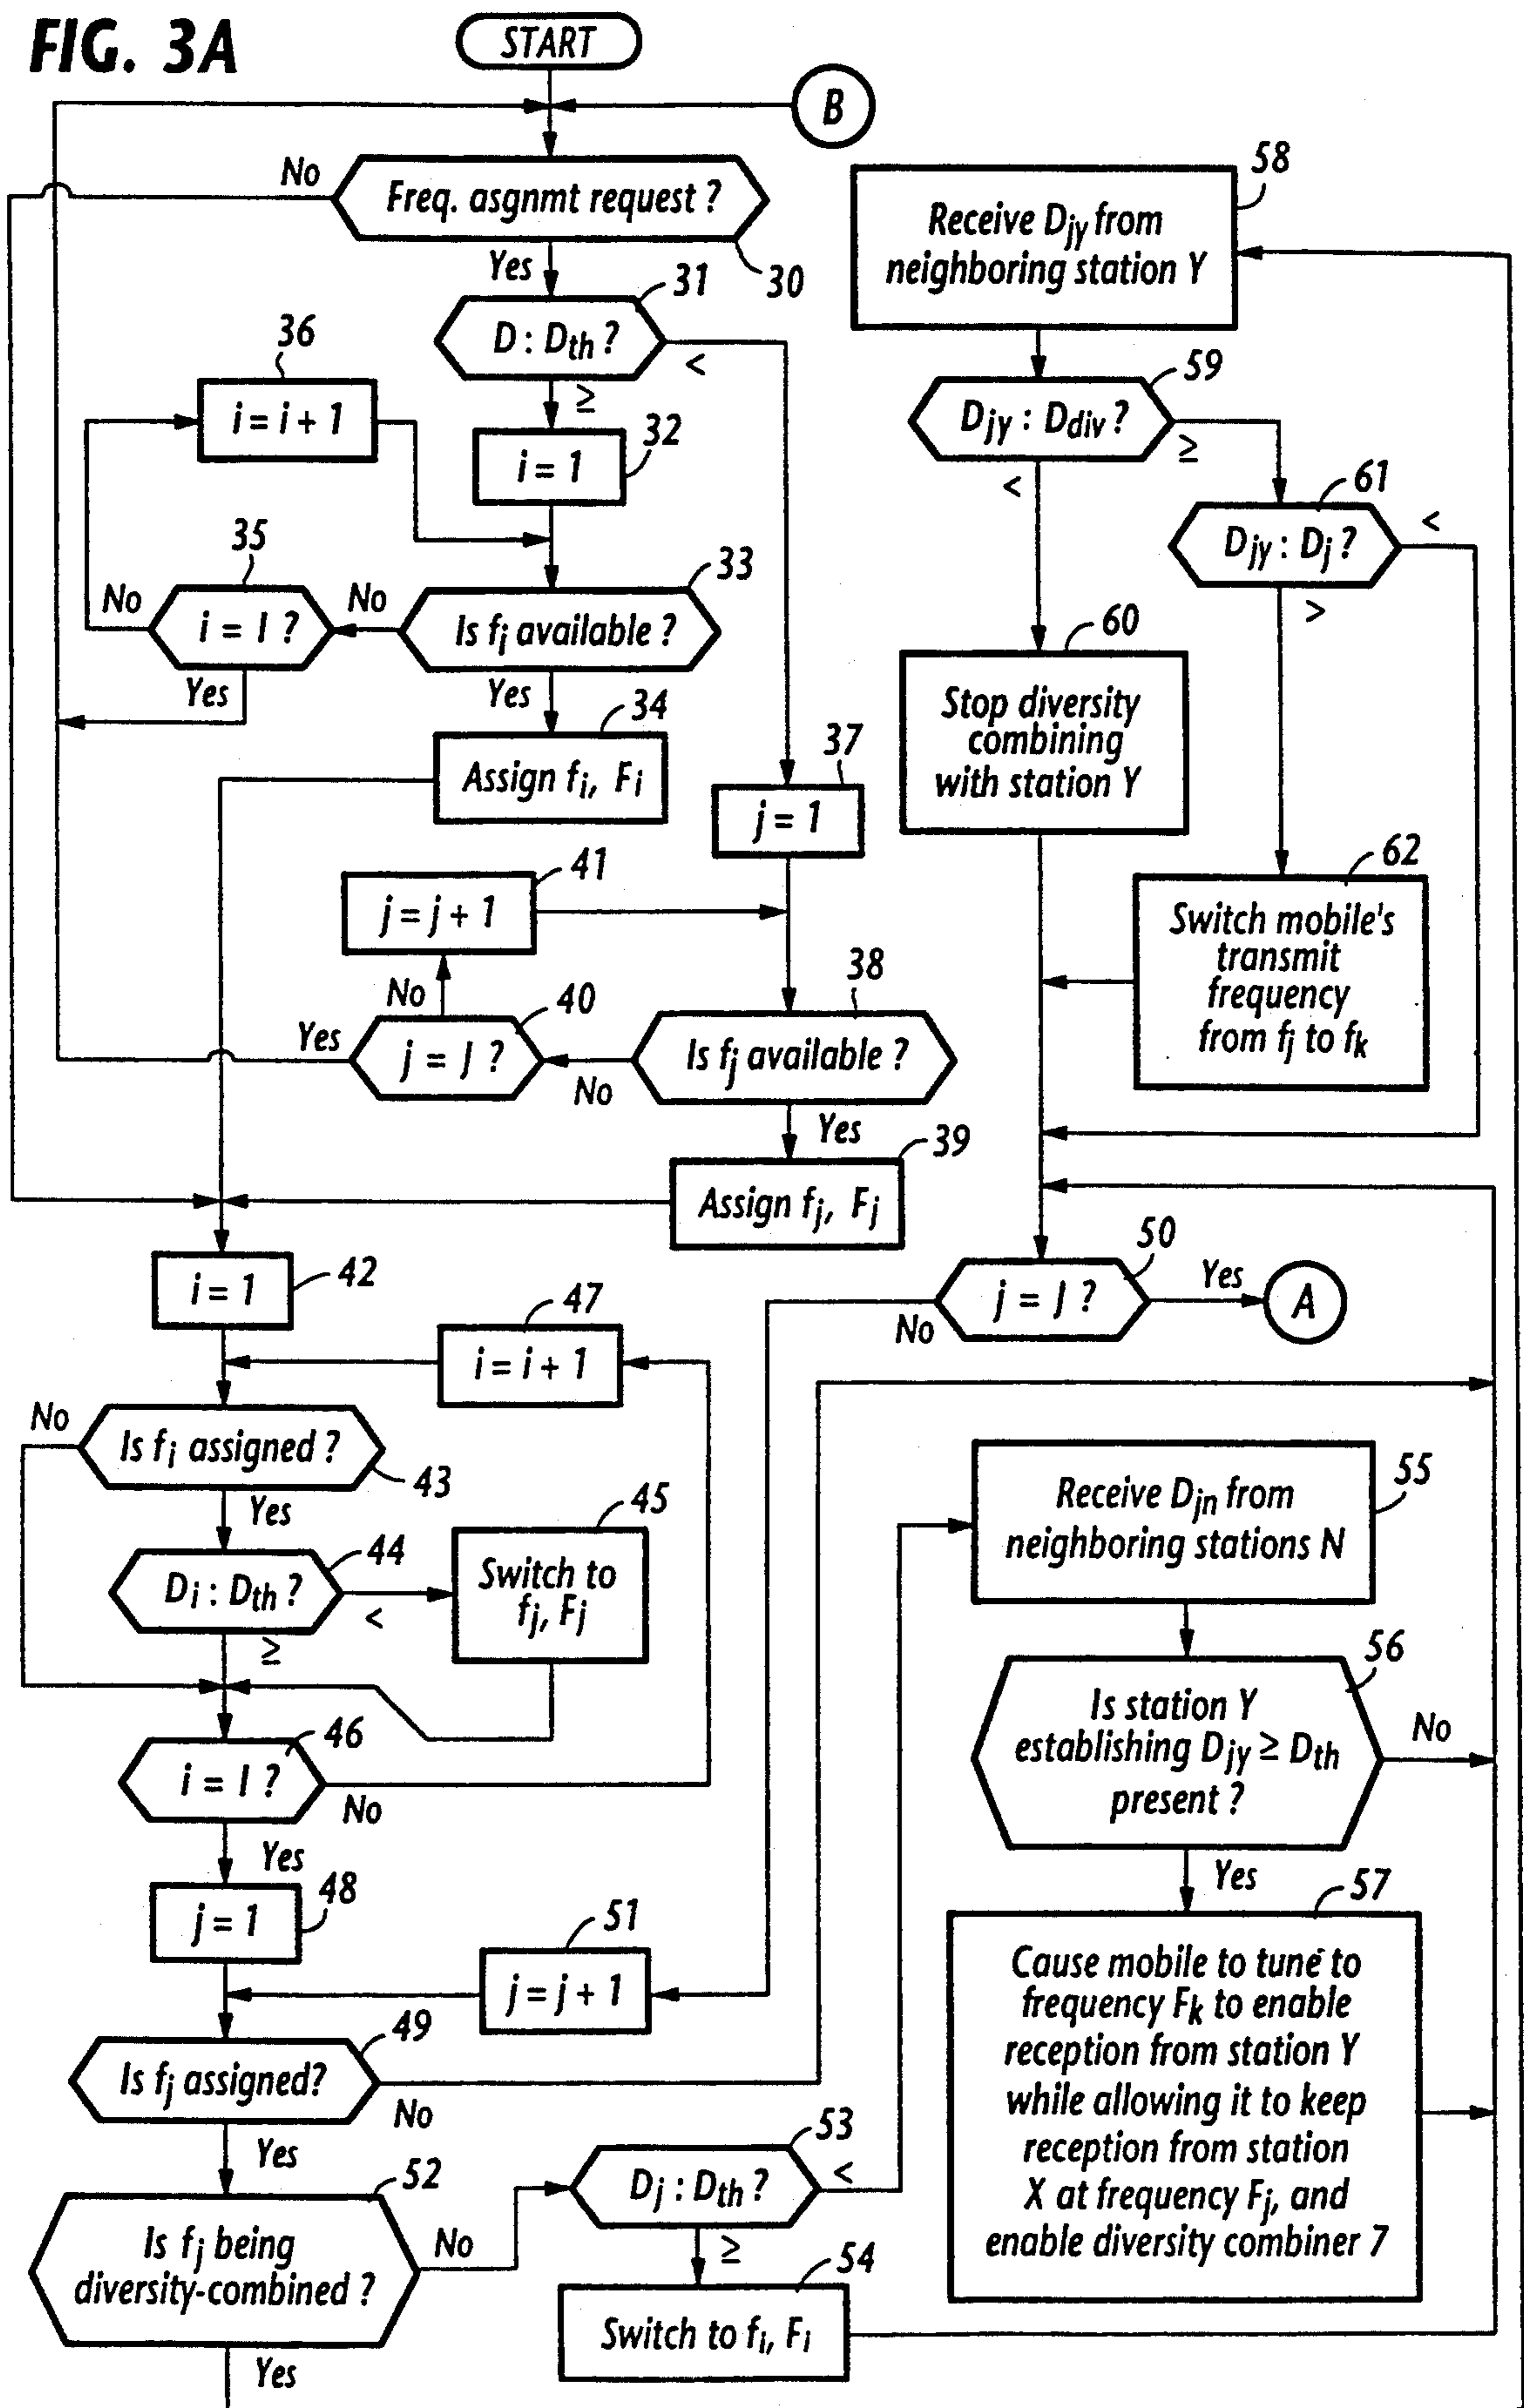 FIG. 3A
START
B
No
Freq. asgnmt request ?
30
Yes
31
D : Dth ?
<
≥
36
i = i + 1
32
i = 1
35
No
i = I ?
No
33
Is fi available ?
Yes
Yes
34
Assign fi, Fi
37
j = 1
41
j = j + 1
No
40
Yes
j = J ?
No
38
Is fj available ?
Yes
39
Assign fj, Fj
42
i = 1
47
i = i + 1
No
Is fi assigned ?
43
Yes
44
Di : Dth ?
<
≥
45
Switch to
fj, Fj
46
i = I ?
No
Yes
48
j = 1
51
j = j + 1
49
Is fj assigned?
No
Yes
52
Is fj being
diversity-combined ?
No
Yes
53
Dj : Dth ?
<
≥
54
Switch to fi, Fi
58
Receive Djy from
neighboring station Y
59
Djy : Ddiv ?
≥
<
61
Djy : Dj ?
<
>
60
Stop diversity
combining
with station Y
62
Switch mobile's
transmit
frequency
from fj to fk
50
j = J ?
Yes
A
No
55
Receive Djn from
neighboring stations N
56
Is station Y
establishing Djy ≥ Dth
present ?
No
Yes
57
Cause mobile to tune to
frequency Fk to enable
reception from station Y
while allowing it to keep
reception from station
X at frequency Fj, and
enable diversity combiner 7